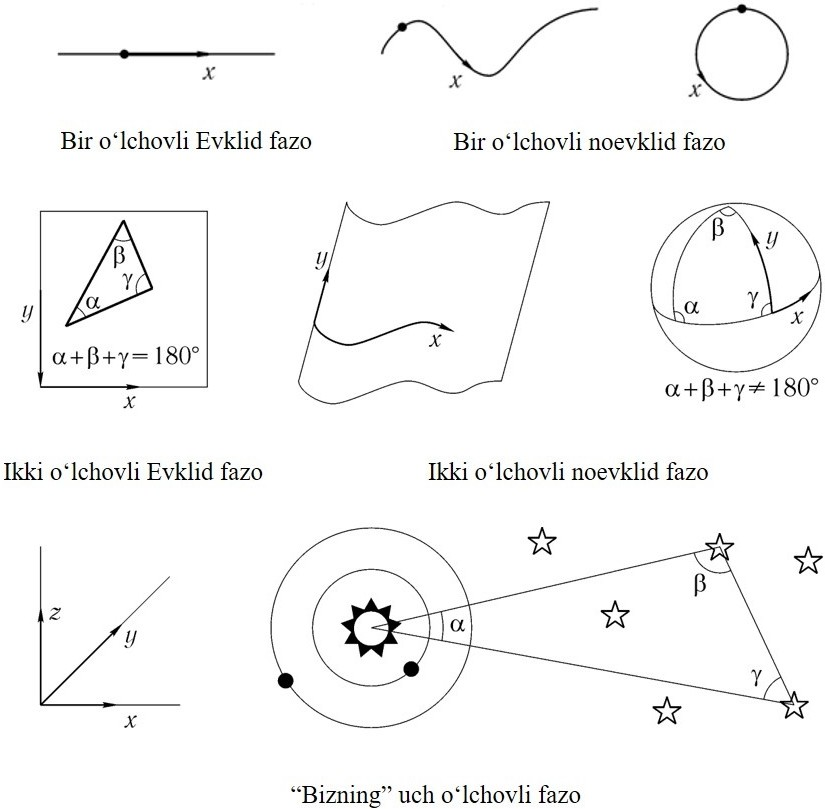 x
x
x
Bir o‘lchovli Evklid fazo
Bir o‘lchovli noevklid fazo
y
β
γ
α
α+β+γ=180°
x
y
x
β
y
α
γ
x
α+β+γ≠180°
Ikki o‘lchovli Evklid fazo
Ikki o‘lchovli noevklid fazo
z
y
x
α
β
γ
“Bizning” uch o‘lchovli fazo